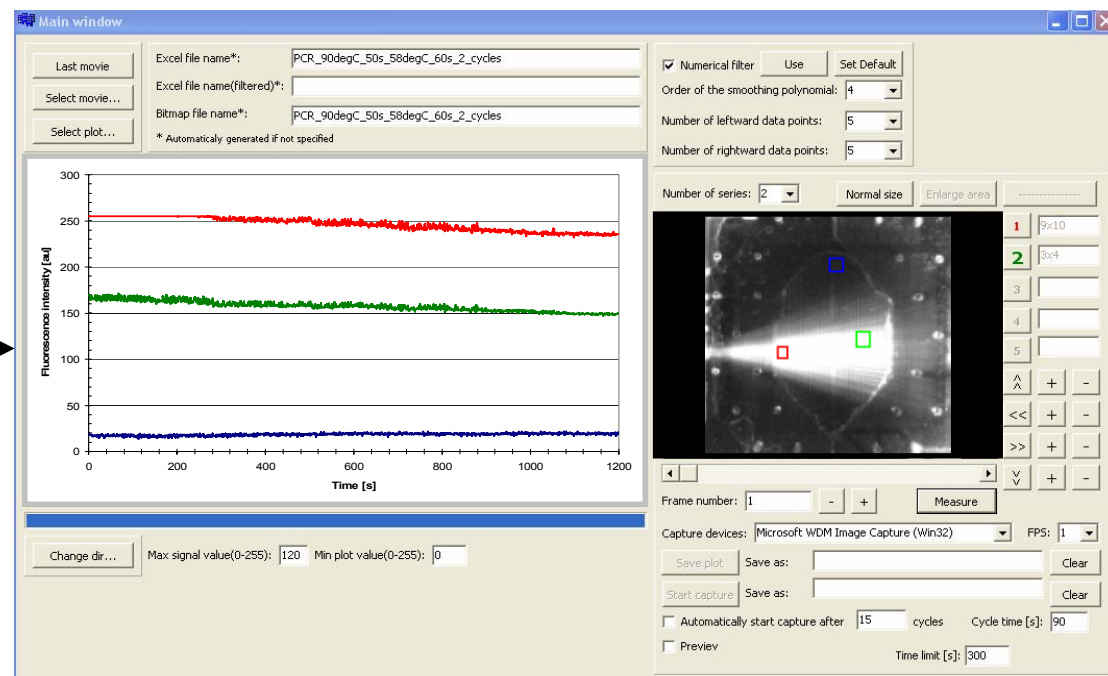 Main window
Last movie
Select movie...
Select plot...
Excel file name*: PCR_90degC_50s_58degC_60s_2_cycles
Excel file name(filtered)*:
Bitmap file name*: PCR_90degC_50s_58degC_60s_2_cycles
* Automaticaly generated if not specified
Numerical filter Use Set Default
Order of the smoothing polynomial: 4
Number of leftward data points: 5
Number of rightward data points: 5
Number of series: 2 Normal size Enlarge area ---------------
1 9x10
2 3x4
3
4
5
^^ + -
<< + -
>> + -
vv + -
Fluorescence intensity [au]
300
250
200
150
100
50
0
0 200 400 600 800 1000 1200
Time [s]
Frame number: 1 - + Measure
Capture devices: Microsoft WDM Image Capture (Win32) FPS: 1
Save plot Save as: Clear
Start capture Save as: Clear
Automatically start capture after 15 cycles Cycle time [s]: 90
Previev
Time limit [s]: 300
Change dir... Max signal value(0-255): 120 Min plot value(0-255): 0